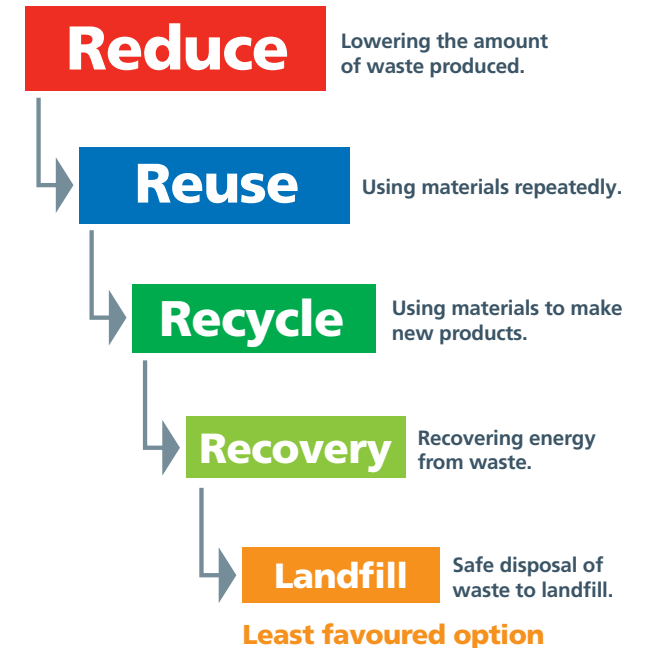 Reduce
Lowering the amount
of waste produced.
Reuse
Using materials repeatedly.
Recycle
Using materials to make
new products.
Recovery
Recovering energy
from waste.
Landfill
Safe disposal of
waste to landfill.
Least favoured option